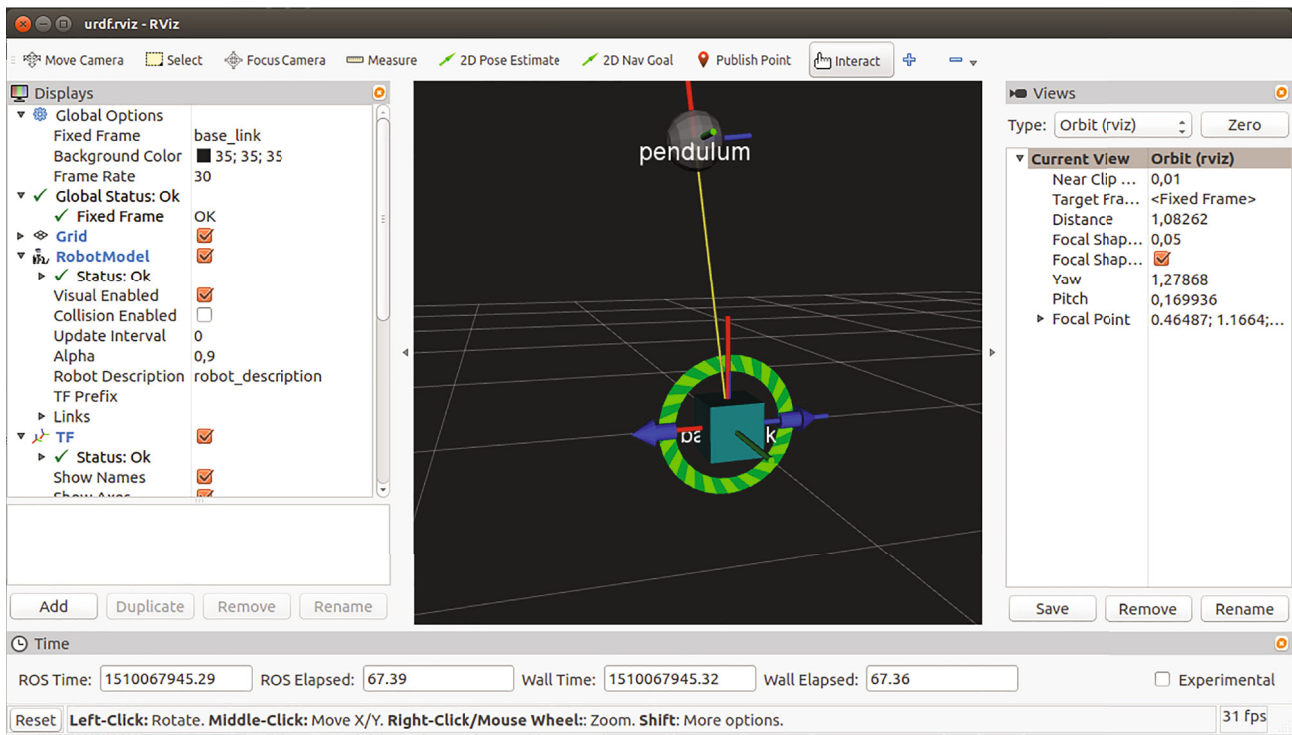 urdf.rviz - RViz
Move Camera Select Focus Camera Measure 2D Pose Estimate 2D Nav Goal Publish Point Interact
Displays
Global Options
Fixed Frame base_link
Background Color 35; 35; 35
Frame Rate 30
Global Status: Ok
Fixed Frame OK
Grid
RobotModel
Status: Ok
Visual Enabled
Collision Enabled
Update Interval 0
Alpha 0,9
Robot Description robot_description
TF Prefix
Links
TF
Status: Ok
Show Names
Show Axes
Add Duplicate Remove Rename
pendulum
ba k
Views
Type: Orbit (rviz) Zero
Current View Orbit (rviz)
Near Clip ... 0,01
Target Fra... <Fixed Frame>
Distance 1,08262
Focal Shap... 0,05
Focal Shap...
Yaw 1,27868
Pitch 0,169936
Focal Point 0.46487; 1.1664;...
Save Remove Rename
Time
ROS Time: 1510067945.29 ROS Elapsed: 67.39 Wall Time: 1510067945.32 Wall Elapsed: 67.36 Experimental
Reset Left-Click: Rotate. Middle-Click: Move X/Y. Right-Click/Mouse Wheel:: Zoom. Shift: More options. 31 fps